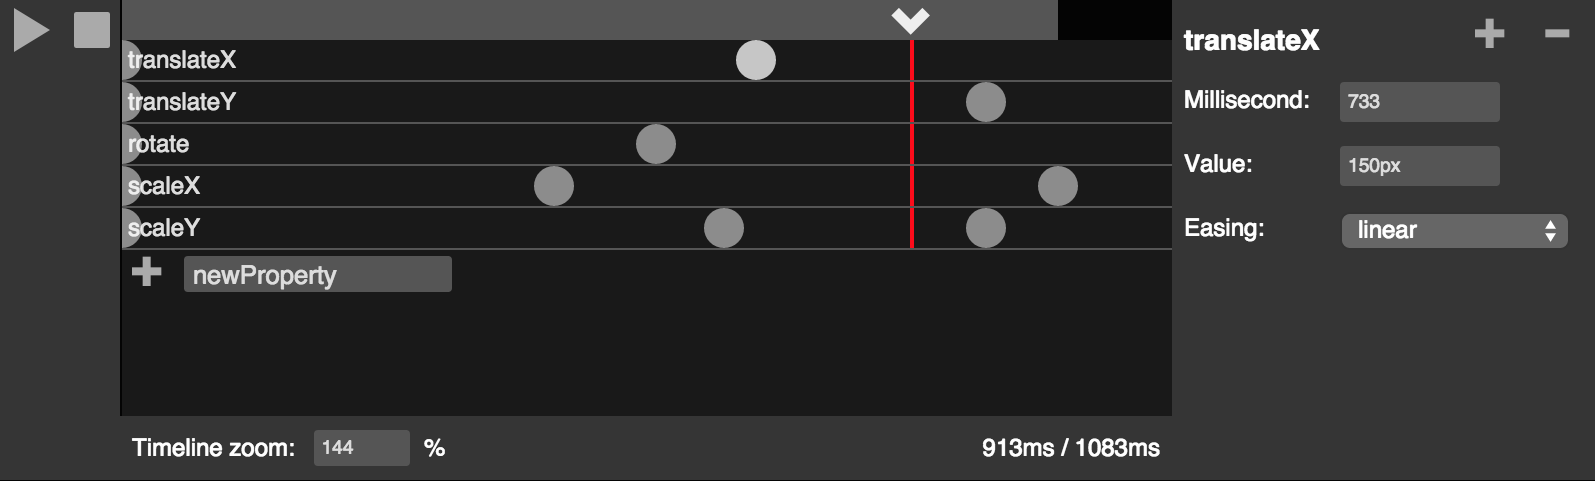 translateX
translateY
rotate
scaleX
scaleY
newProperty
Timeline zoom: 144 %
913ms / 1083ms
translateX
Millisecond: 733
Value: 150px
Easing: linear